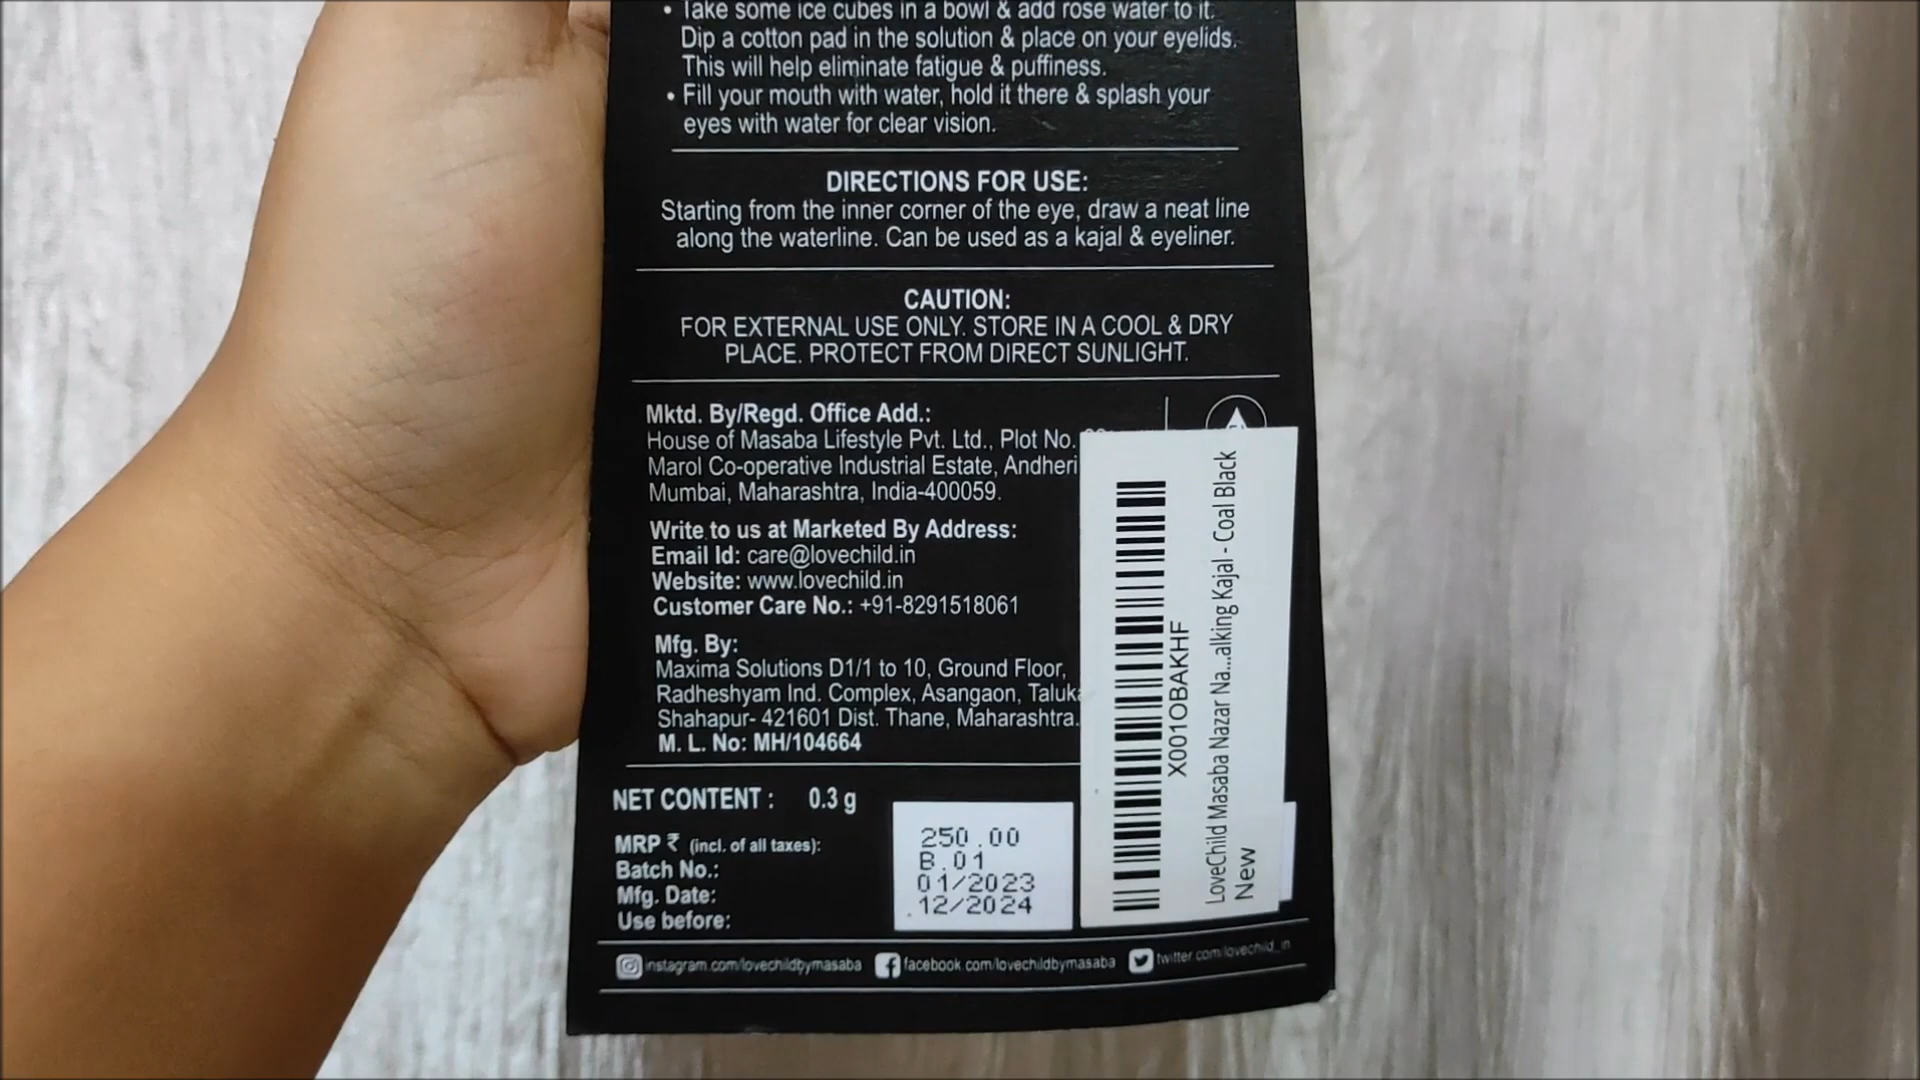 • Take some ice cubes in a bowl & add rose water to it.
Dip a cotton pad in the solution & place on your eyelids.
This will help eliminate fatigue & puffiness.
• Fill your mouth with water, hold it there & splash your
eyes with water for clear vision.
DIRECTIONS FOR USE:
Starting from the inner corner of the eye, draw a neat line
along the waterline. Can be used as a kajal & eyeliner.
CAUTION:
FOR EXTERNAL USE ONLY. STORE IN A COOL & DRY
PLACE. PROTECT FROM DIRECT SUNLIGHT.
Mktd. By/Regd. Office Add.:
House of Masaba Lifestyle Pvt. Ltd., Plot No.
Marol Co-operative Industrial Estate, Andheri
Mumbai, Maharashtra, India-400059.
Write to us at Marketed By Address:
Email Id: care@lovechild.in
Website: www.lovechild.in
Customer Care No.: +91-8291518061
Mfg. By:
Maxima Solutions D1/1 to 10, Ground Floor,
Radheshyam Ind. Complex, Asangaon, Taluka
Shahapur- 421601 Dist. Thane, Maharashtra.
M. L. No: MH/104664
NET CONTENT : 0.3 g
MRP ₹ (incl. of all taxes): 250.00
Batch No.: B.01
Mfg. Date: 01/2023
Use before: 12/2024
X001OBAKHF
LoveChild Masaba Nazar Na...alking Kajal - Coal Black
New
instagram.com/lovechildbymasaba facebook.com/lovechildbymasaba twitter.com/lovechild_in